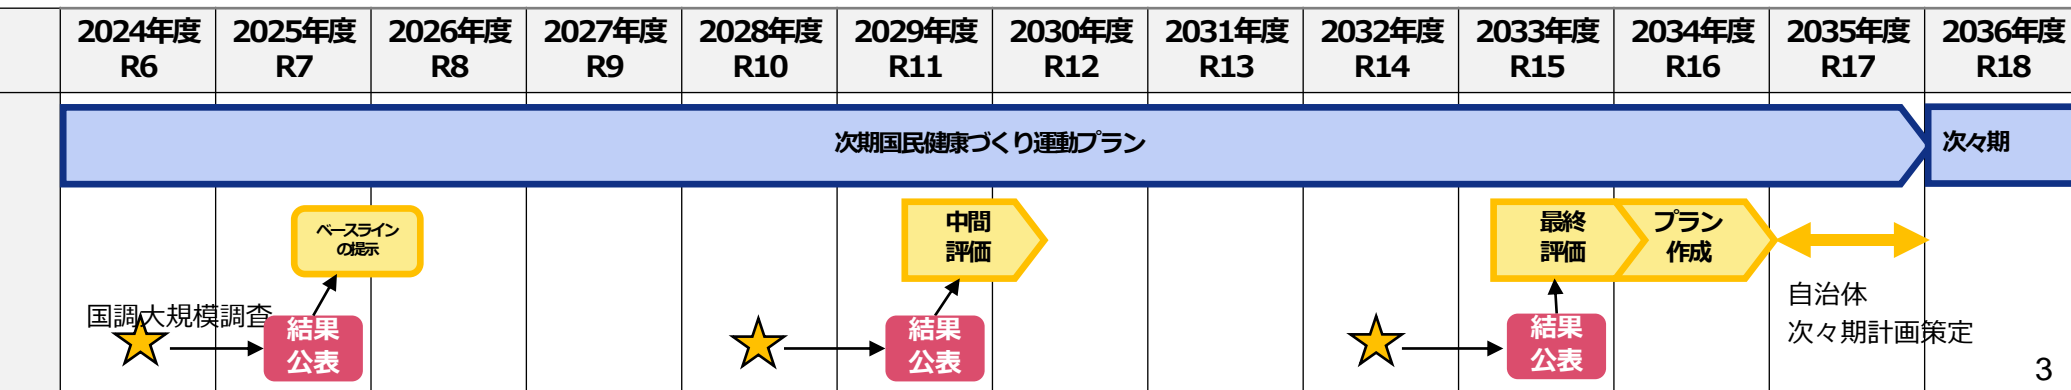 2024年度 2025年度 2026年度 2027年度 2028年度 2029年度 2030年度 2031年度 2032年度 2033年度 2034年度 2035年度 2036年度
R6 R7 R8 R9 R10 R11 R12 R13 R14 R15 R16 R17 R18
次期国民健康づくり運動プラン
次々期
ベースライン
の提示
中間
評価
最終
評価
プラン
作成
国調大規模調査
結果
公表
結果
公表
結果
公表
自治体
次々期計画策定
3